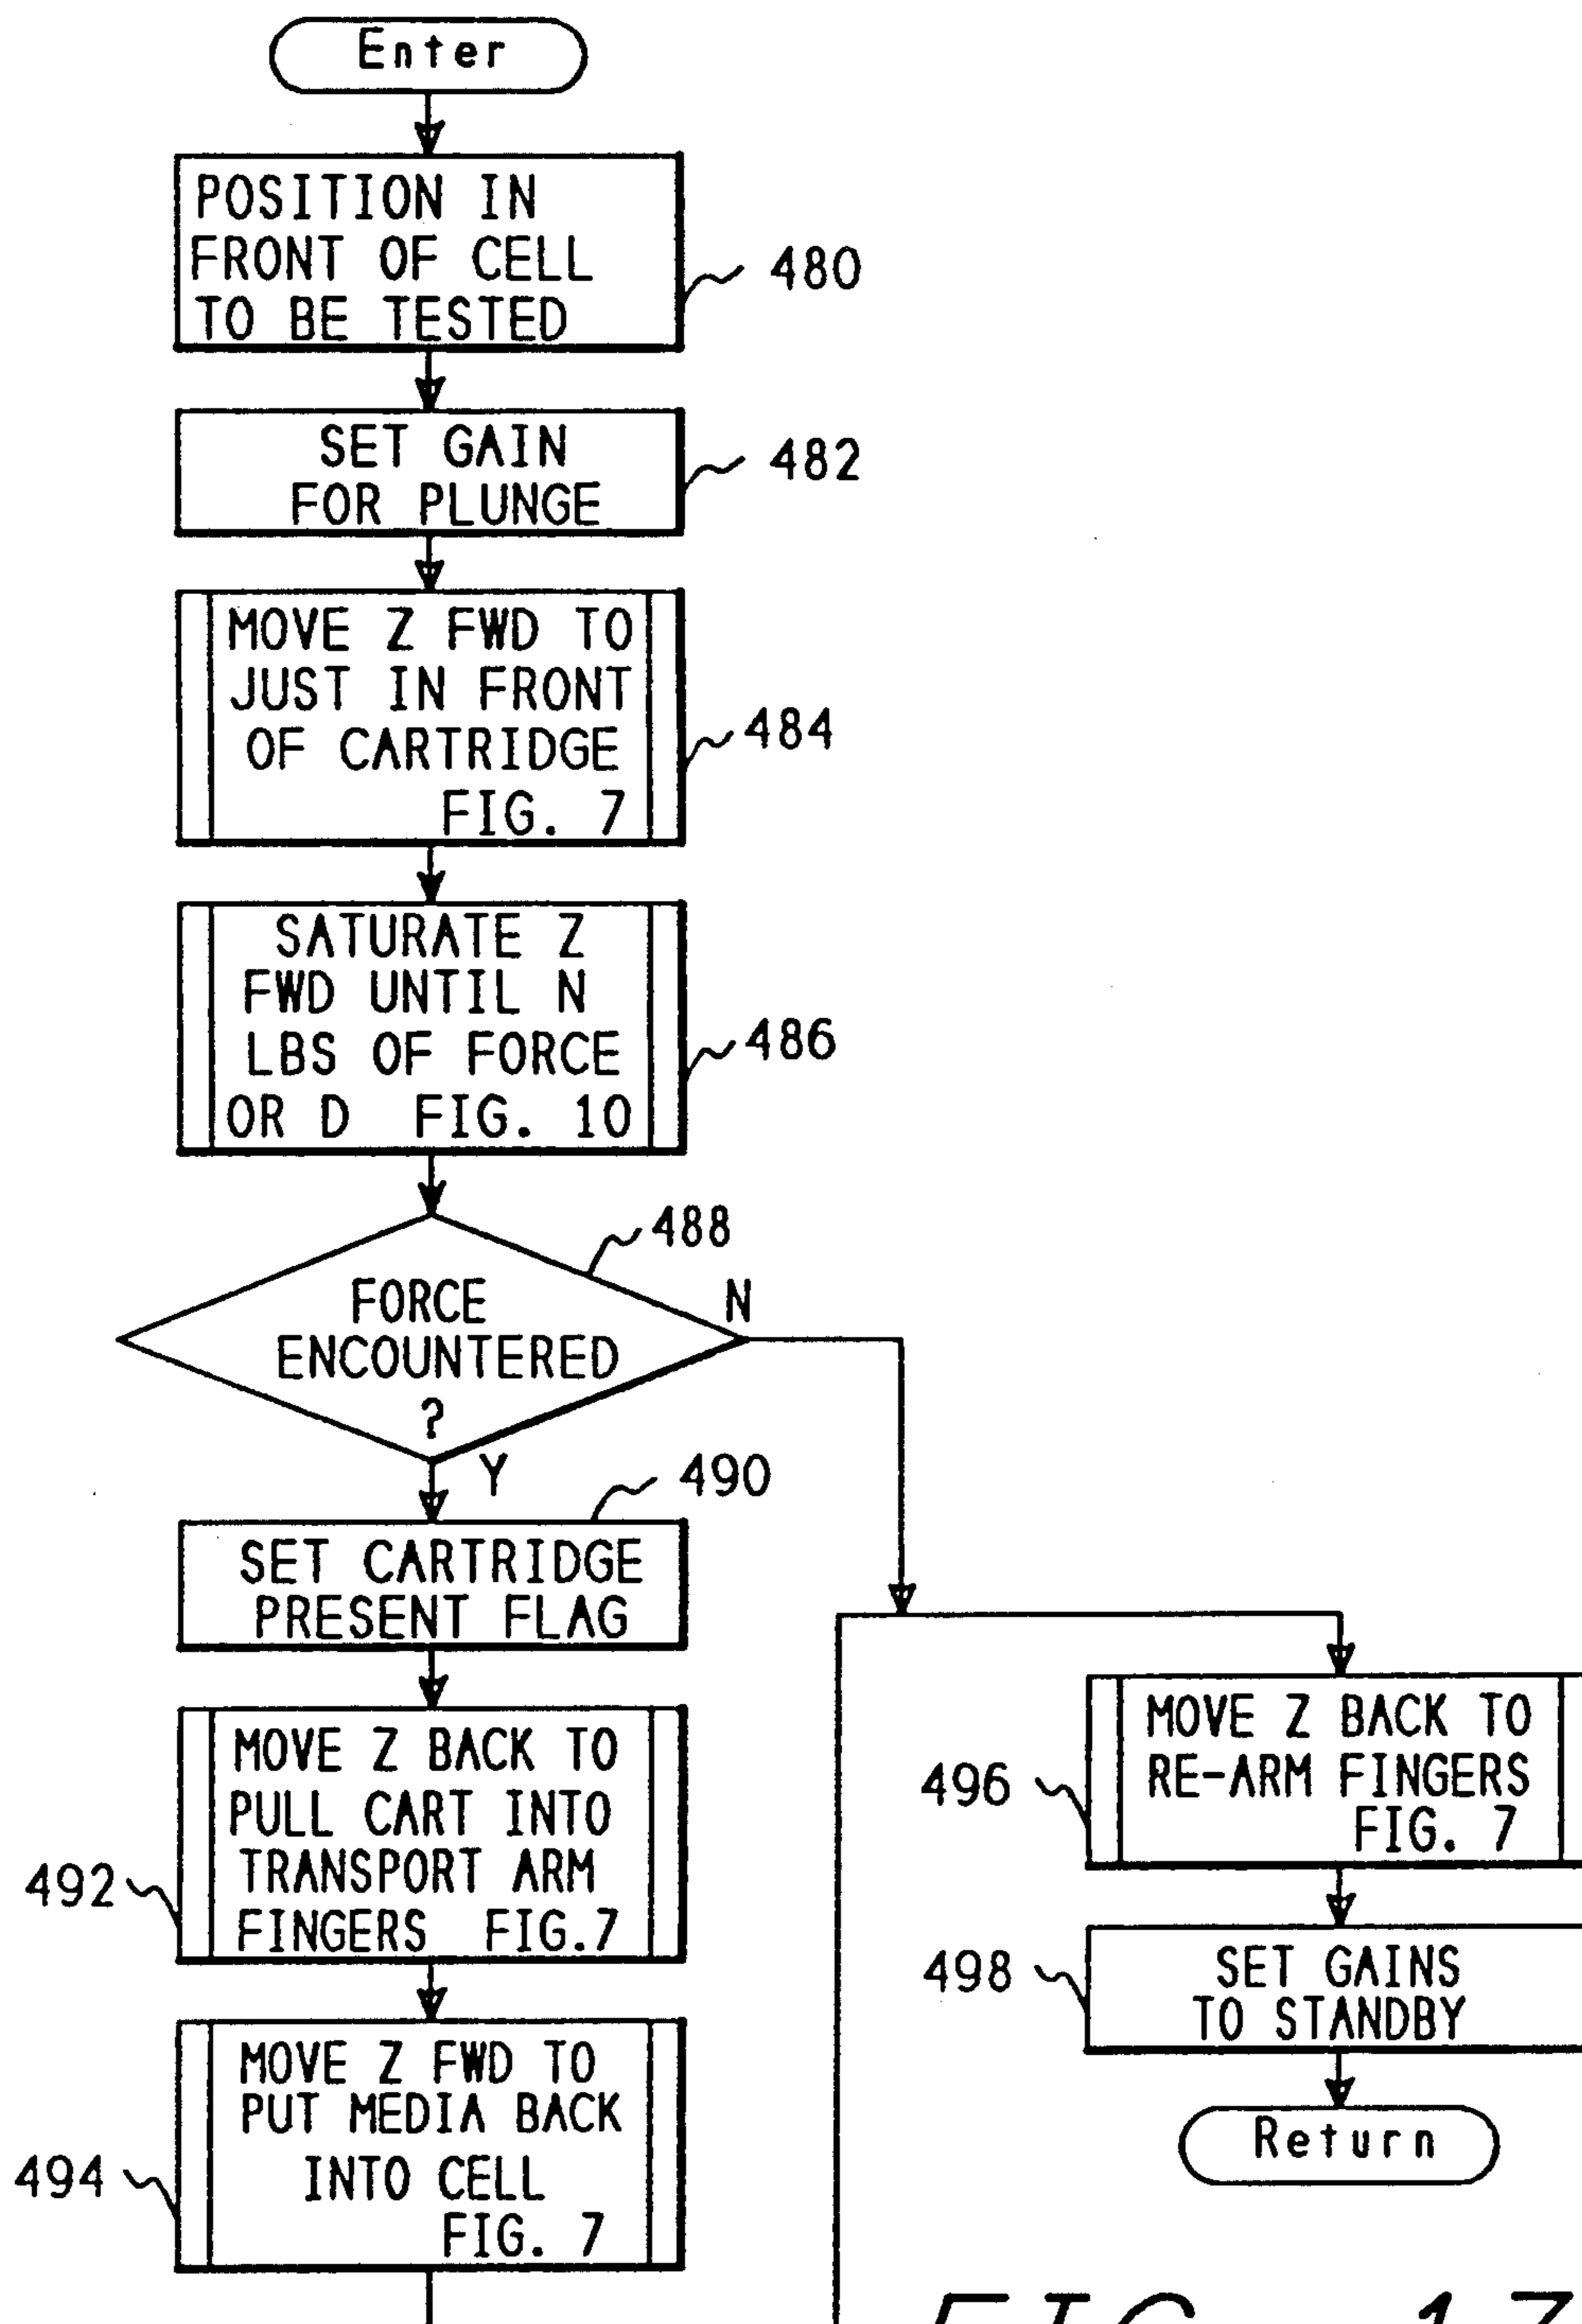 Enter
POSITION IN
FRONT OF CELL
TO BE TESTED
480
SET GAIN
FOR PLUNGE
482
MOVE Z FWD TO
JUST IN FRONT
OF CARTRIDGE
FIG. 7
484
SATURATE Z
FWD UNTIL N
LBS OF FORCE
OR D FIG. 10
486
488
FORCE
ENCOUNTERED
?
N
Y
490
SET CARTRIDGE
PRESENT FLAG
MOVE Z BACK TO
PULL CART INTO
TRANSPORT ARM
FINGERS FIG.7
492
MOVE Z FWD TO
PUT MEDIA BACK
INTO CELL
FIG. 7
494
MOVE Z BACK TO
RE-ARM FINGERS
FIG. 7
496
SET GAINS
TO STANDBY
498
Return